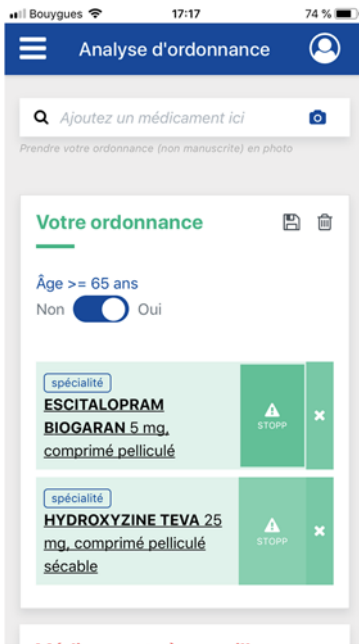 Bouygues 17:17 74 %
Analyse d'ordonnance
Ajoutez un médicament ici
Prendre votre ordonnance (non manuscrite) en photo
Votre ordonnance
Âge >= 65 ans
Non Oui
spécialité
ESCITALOPRAM
BIOGARAN 5 mg,
comprimé pelliculé
STOPP
spécialité
HYDROXYZINE TEVA 25
mg, comprimé pelliculé
sécable
STOPP